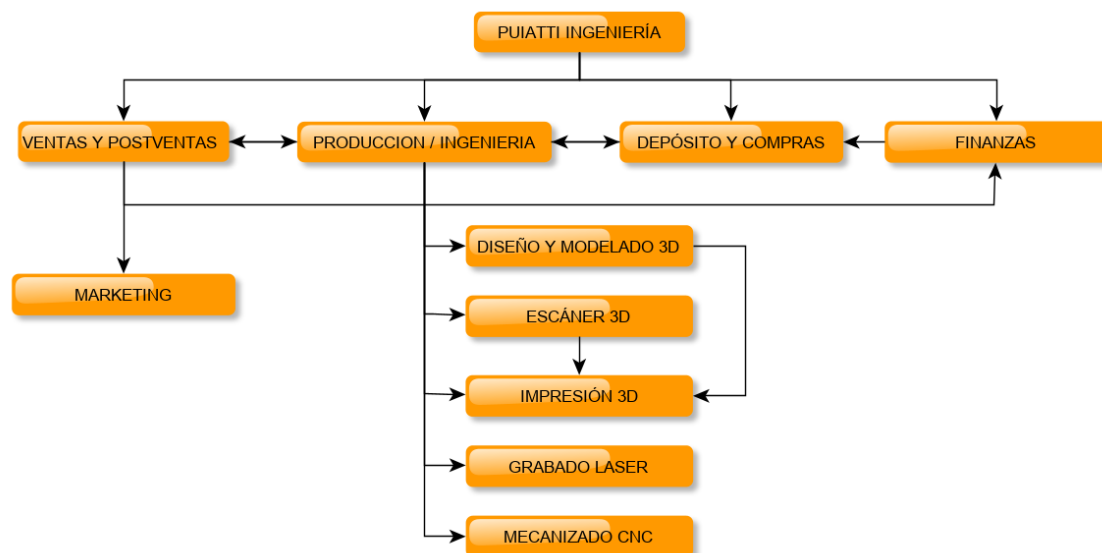 PUIATTI INGENIERÍA
VENTAS Y POSTVENTAS
PRODUCCION / INGENIERIA
DEPÓSITO Y COMPRAS
FINANZAS
DISEÑO Y MODELADO 3D
MARKETING
ESCÁNER 3D
IMPRESIÓN 3D
GRABADO LASER
MECANIZADO CNC